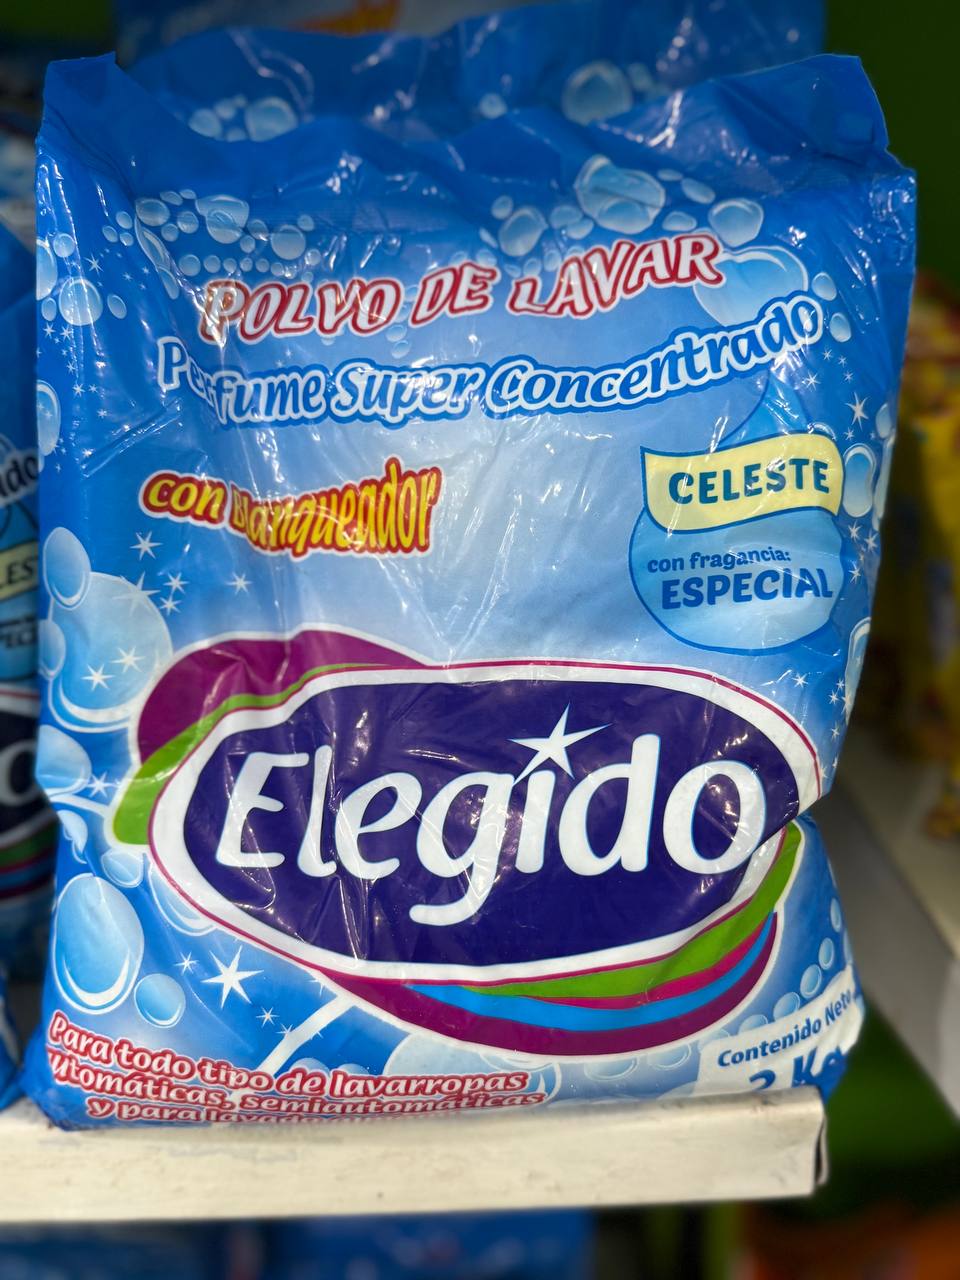 POLVO DE LAVAR
Perfume Super Concentrado
con Blanqueador
CELESTE
con fragancia:
ESPECIAL
Elegido
Contenido Neto
Para todo tipo de lavarropas
automáticas, semiautomáticas
y para